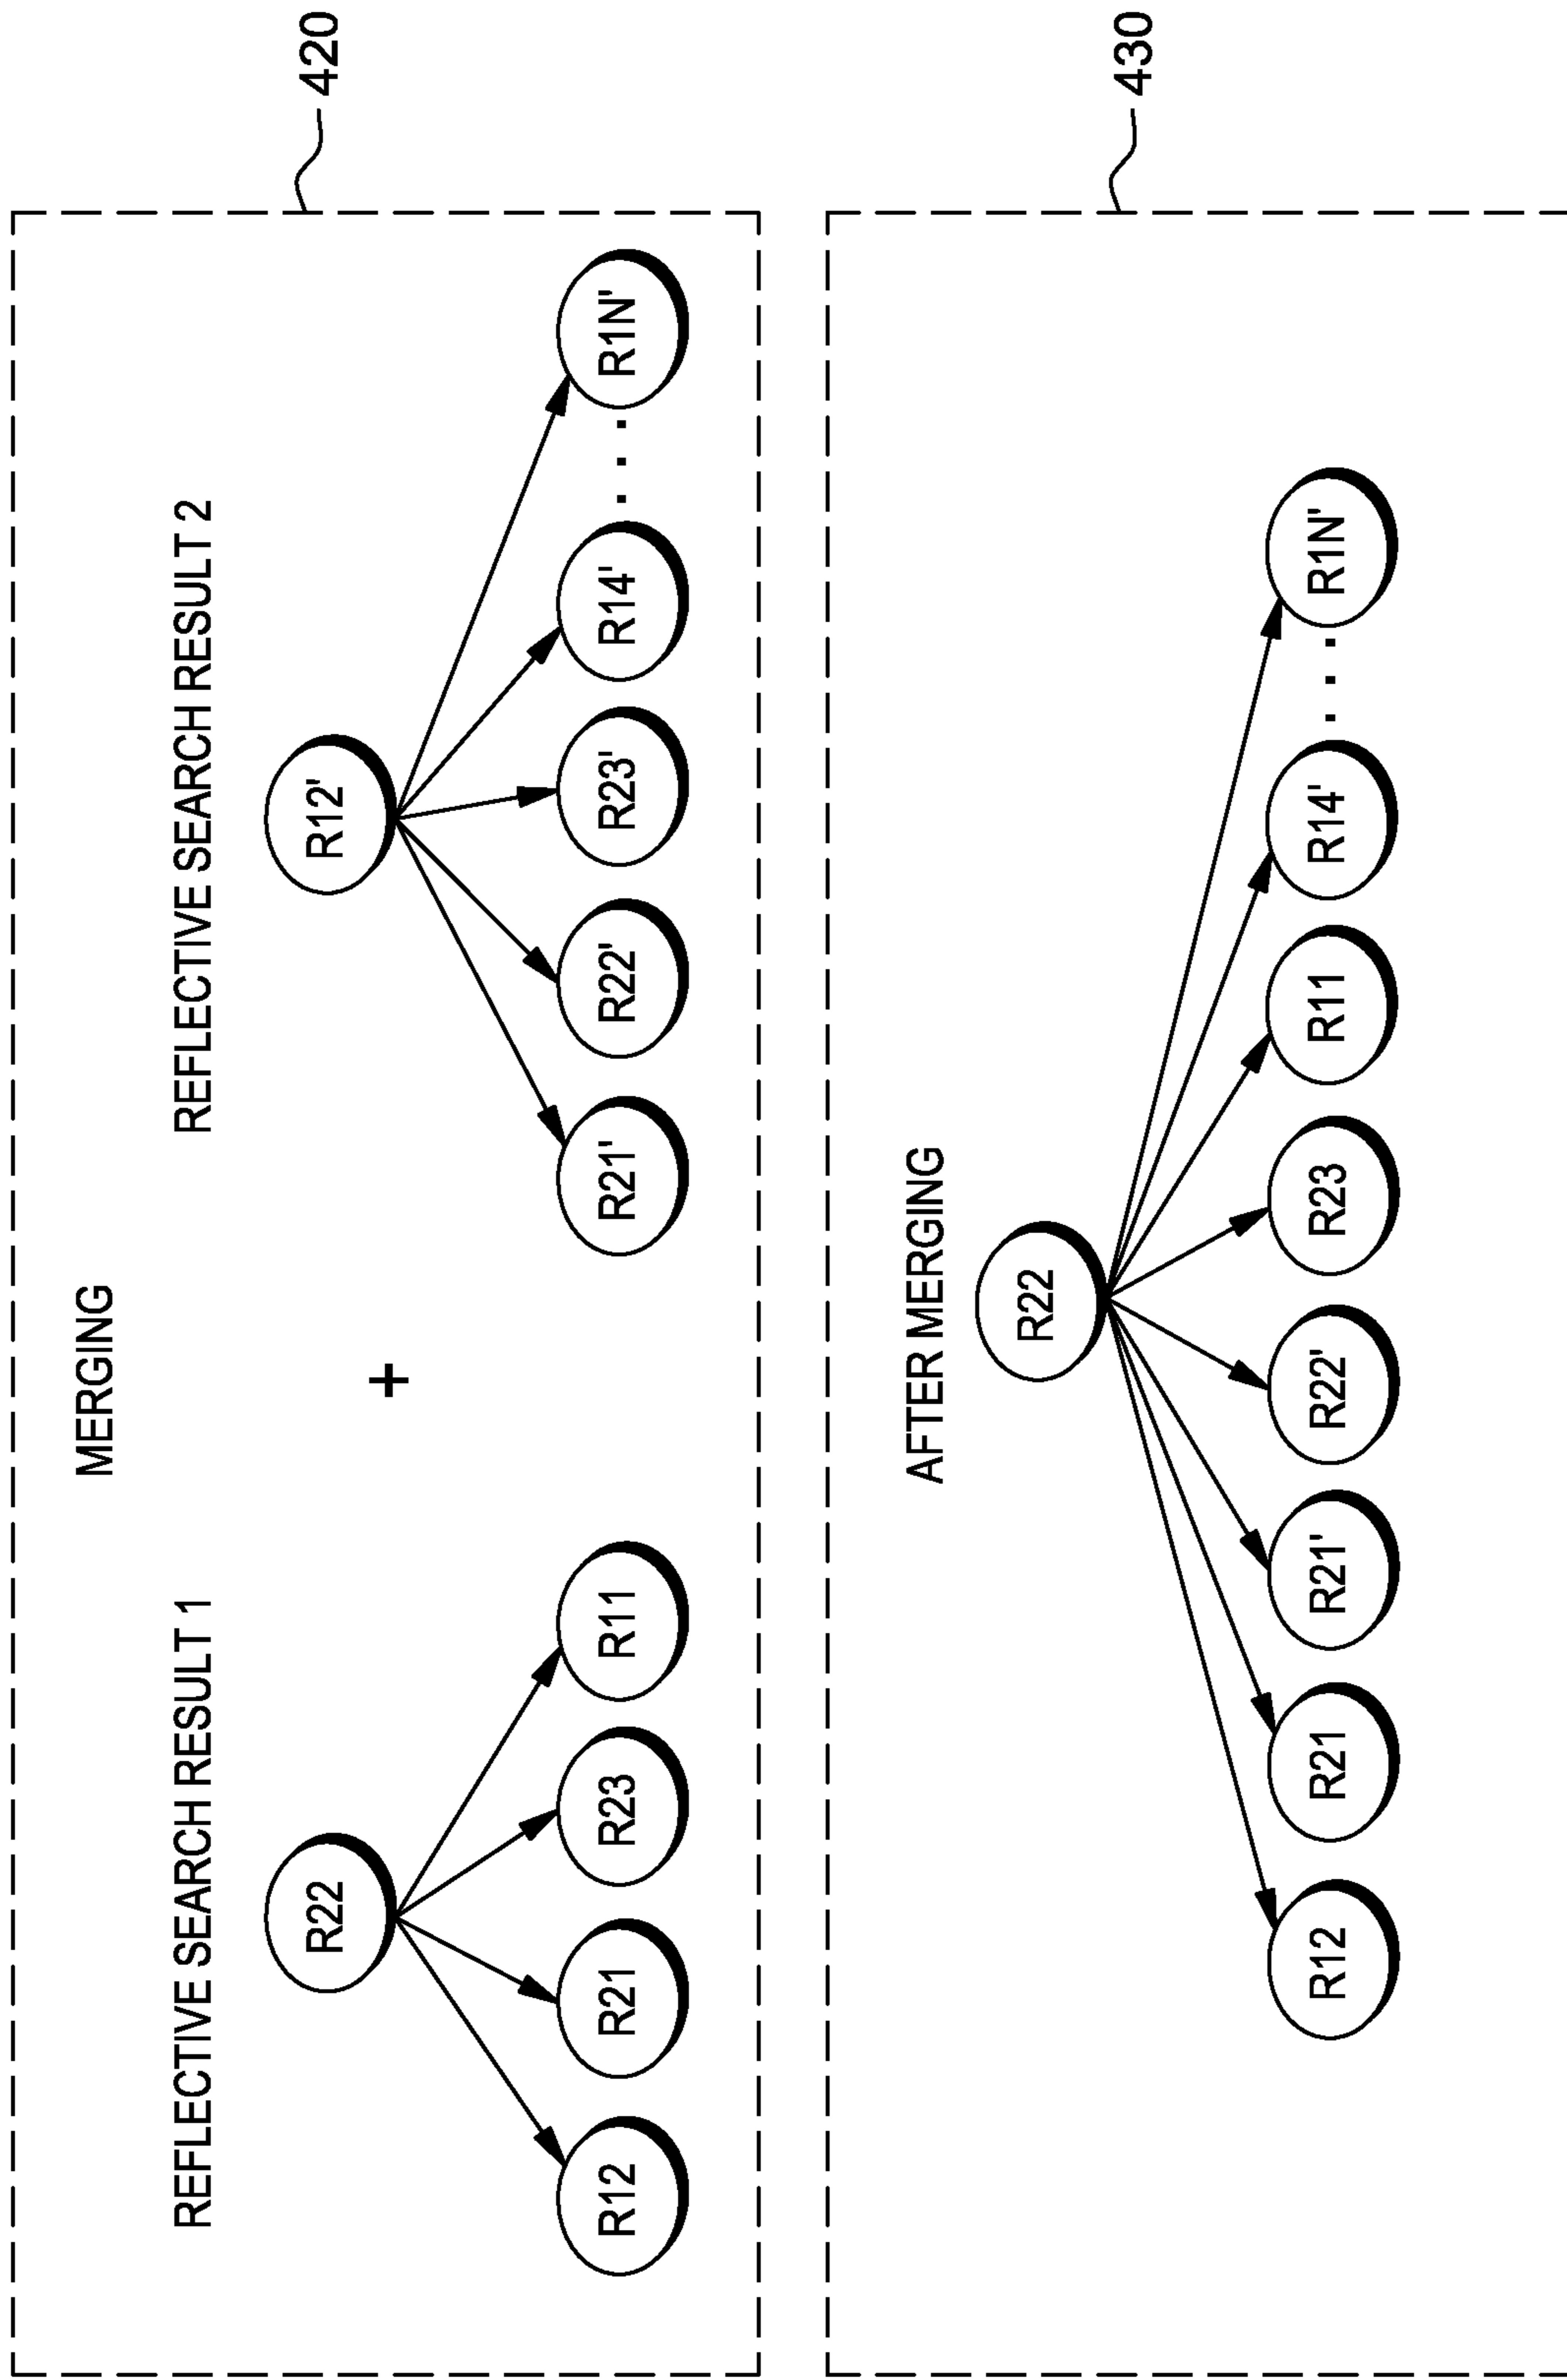 MERGING
REFLECTIVE SEARCH RESULT 1
REFLECTIVE SEARCH RESULT 2
R22
+
R12'
R12
R21
R23
R11
R21'
R22'
R23'
R14'
. . .
R1N'
420
AFTER MERGING
R22
R12
R21
R21'
R22'
R23
R11
R14'
. . .
R1N'
430